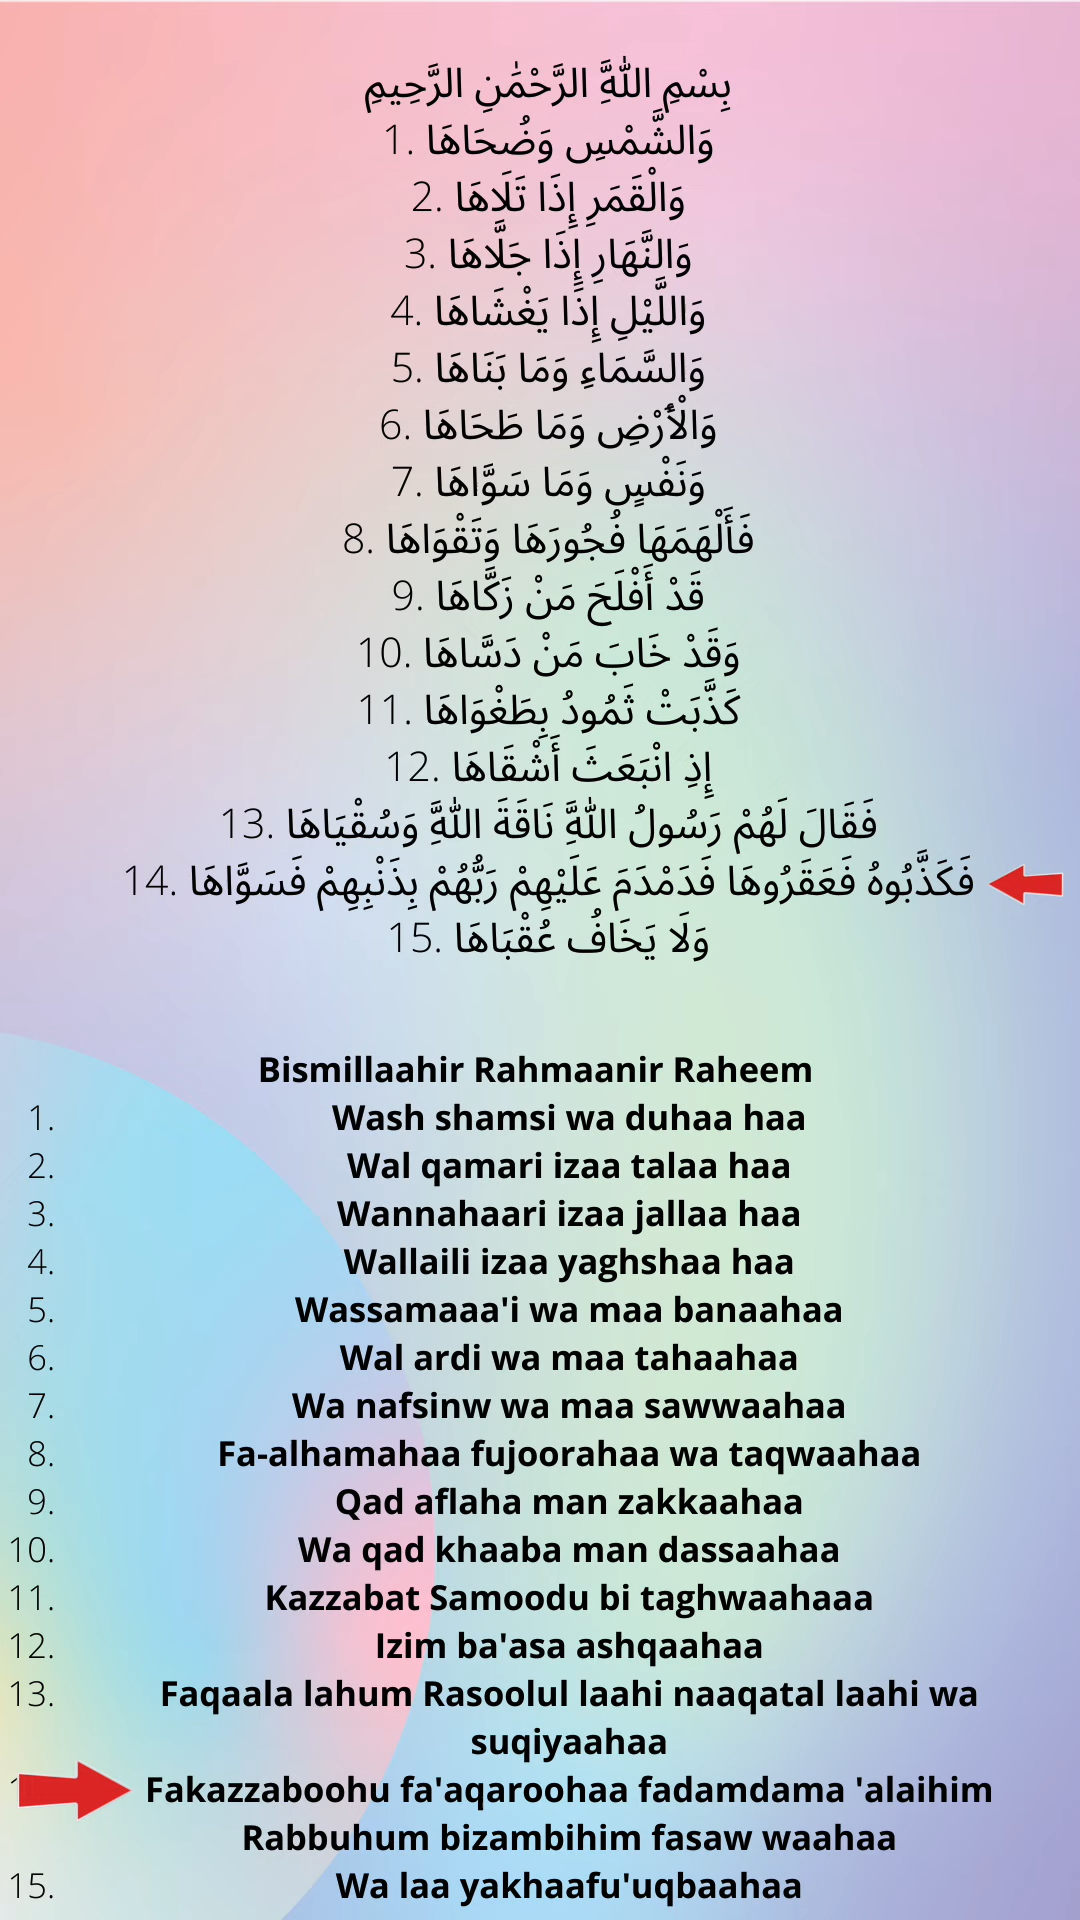 بِسْمِ اللَّهِ الرَّحْمَٰنِ الرَّحِيمِ
1. وَالشَّمْسِ وَضُحَاهَا
2. وَالْقَمَرِ إِذَا تَلَاهَا
3. وَالنَّهَارِ إِذَا جَلَّاهَا
4. وَاللَّيْلِ إِذَا يَغْشَاهَا
5. وَالسَّمَاءِ وَمَا بَنَاهَا
6. وَالْأَرْضِ وَمَا طَحَاهَا
7. وَنَفْسٍ وَمَا سَوَّاهَا
8. فَأَلْهَمَهَا فُجُورَهَا وَتَقْوَاهَا
9. قَدْ أَفْلَحَ مَنْ زَكَّاهَا
10. وَقَدْ خَابَ مَنْ دَسَّاهَا
11. كَذَّبَتْ ثَمُودُ بِطَغْوَاهَا
12. إِذِ انْبَعَثَ أَشْقَاهَا
13. فَقَالَ لَهُمْ رَسُولُ اللَّهِ نَاقَةَ اللَّهِ وَسُقْيَاهَا
14. فَكَذَّبُوهُ فَعَقَرُوهَا فَدَمْدَمَ عَلَيْهِمْ رَبُّهُمْ بِذَنْبِهِمْ فَسَوَّاهَا
15. وَلَا يَخَافُ عُقْبَاهَا
Bismillaahir Rahmaanir Raheem
1. Wash shamsi wa duhaa haa
2. Wal qamari izaa talaa haa
3. Wannahaari izaa jallaa haa
4. Wallaili izaa yaghshaa haa
5. Wassamaaa'i wa maa banaahaa
6. Wal ardi wa maa tahaahaa
7. Wa nafsinw wa maa sawwaahaa
8. Fa-alhamahaa fujoorahaa wa taqwaahaa
9. Qad aflaha man zakkaahaa
10. Wa qad khaaba man dassaahaa
11. Kazzabat Samoodu bi taghwaahaaa
12. Izim ba'asa ashqaahaa
13. Faqaala lahum Rasoolul laahi naaqatal laahi wa
suqiyaahaa
Fakazzaboohu fa'aqaroohaa fadamdama 'alaihim
Rabbuhum bizambihim fasaw waahaa
15. Wa laa yakhaafu'uqbaahaa